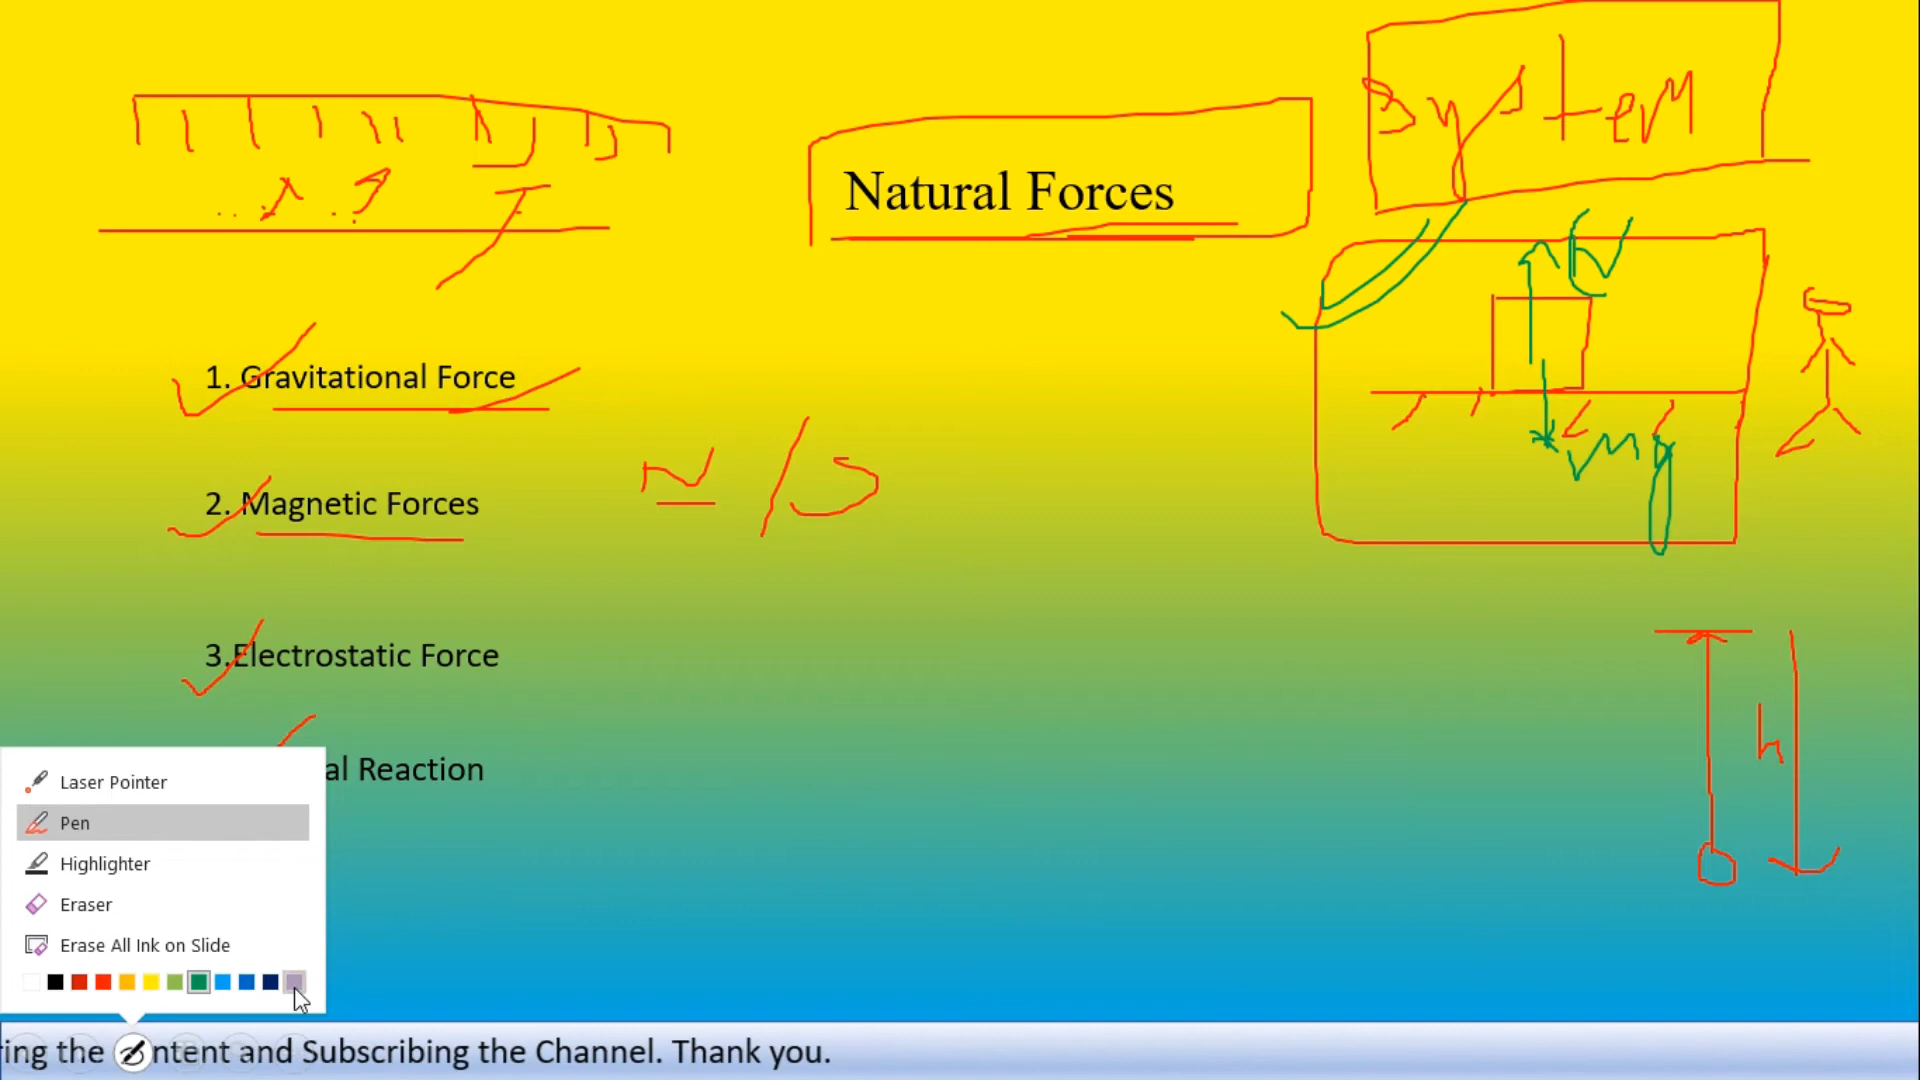 System
Natural Forces
N
1. Gravitational Force
mg
N/S
2. Magnetic Forces
3.Electrostatic Force
h
al Reaction
Laser Pointer
Pen
Highlighter
Eraser
Erase All Ink on Slide
ring the ntent and Subscribing the Channel. Thank you.